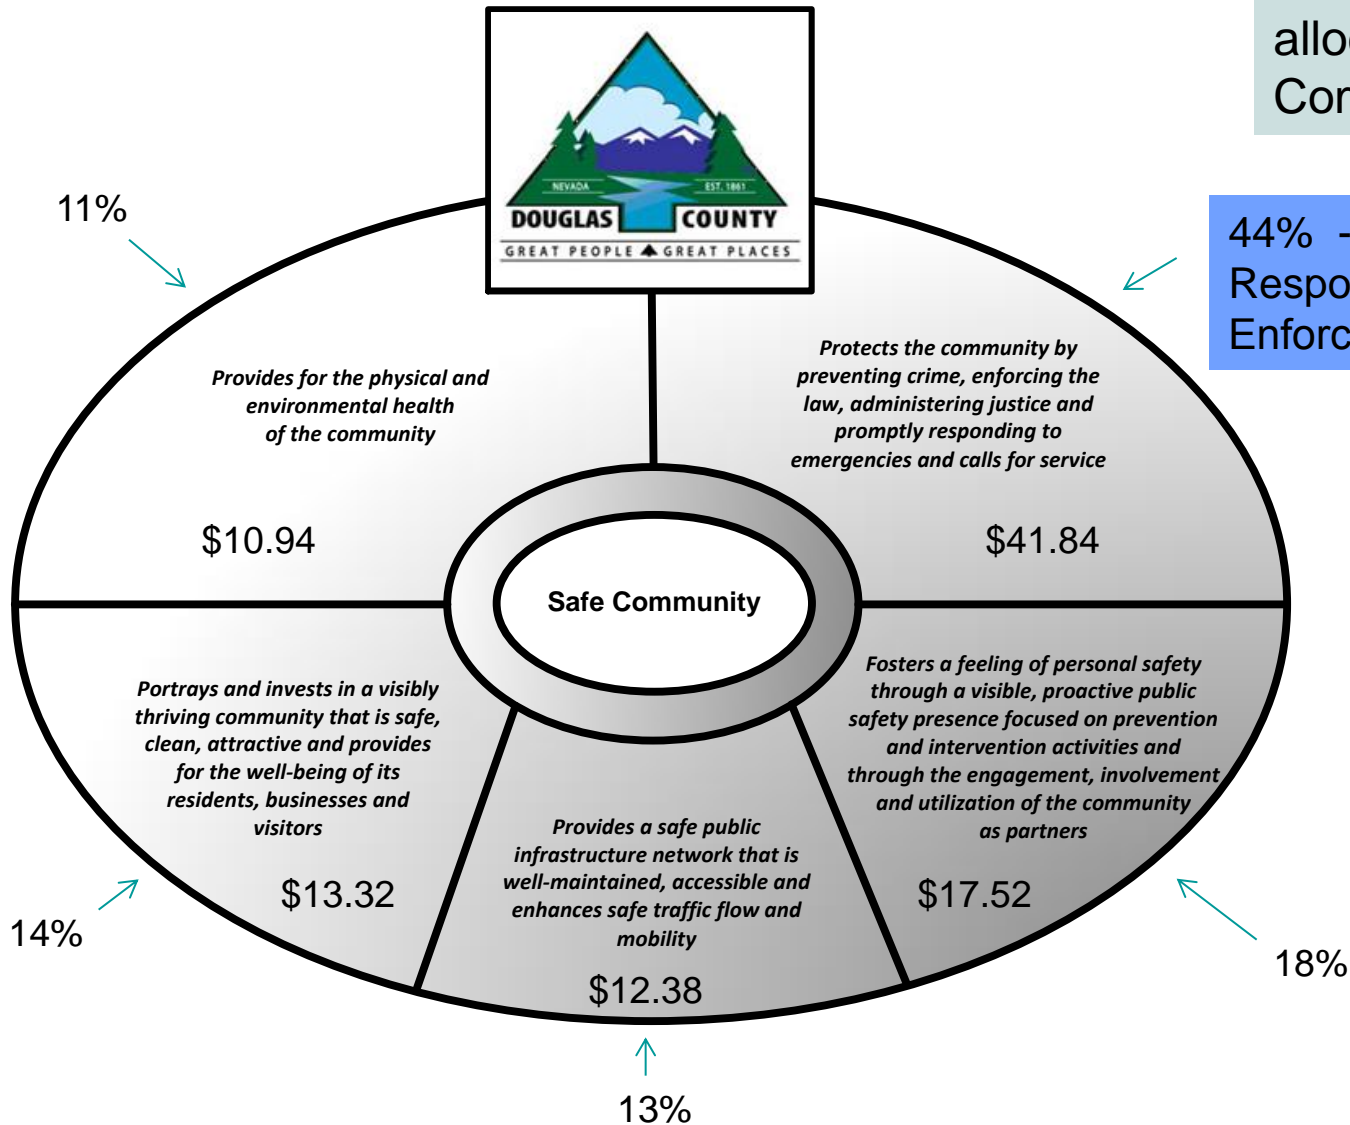 NEVADA
EST. 1861
DOUGLAS COUNTY
GREAT PEOPLE GREAT PLACES
11%
44% -
Provides for the physical and
environmental health
of the community
$10.94
Protects the community by
preventing crime, enforcing the
law, administering justice and
promptly responding to
emergencies and calls for service
$41.84
Safe Community
Portrays and invests in a visibly
thriving community that is safe,
clean, attractive and provides
for the well-being of its
residents, businesses and
visitors
$13.32
Provides a safe public
infrastructure network that is
well-maintained, accessible and
enhances safe traffic flow and
mobility
$12.38
Fosters a feeling of personal safety
through a visible, proactive public
safety presence focused on prevention
and intervention activities and
through the engagement, involvement
and utilization of the community
as partners
$17.52
14%
13%
18%